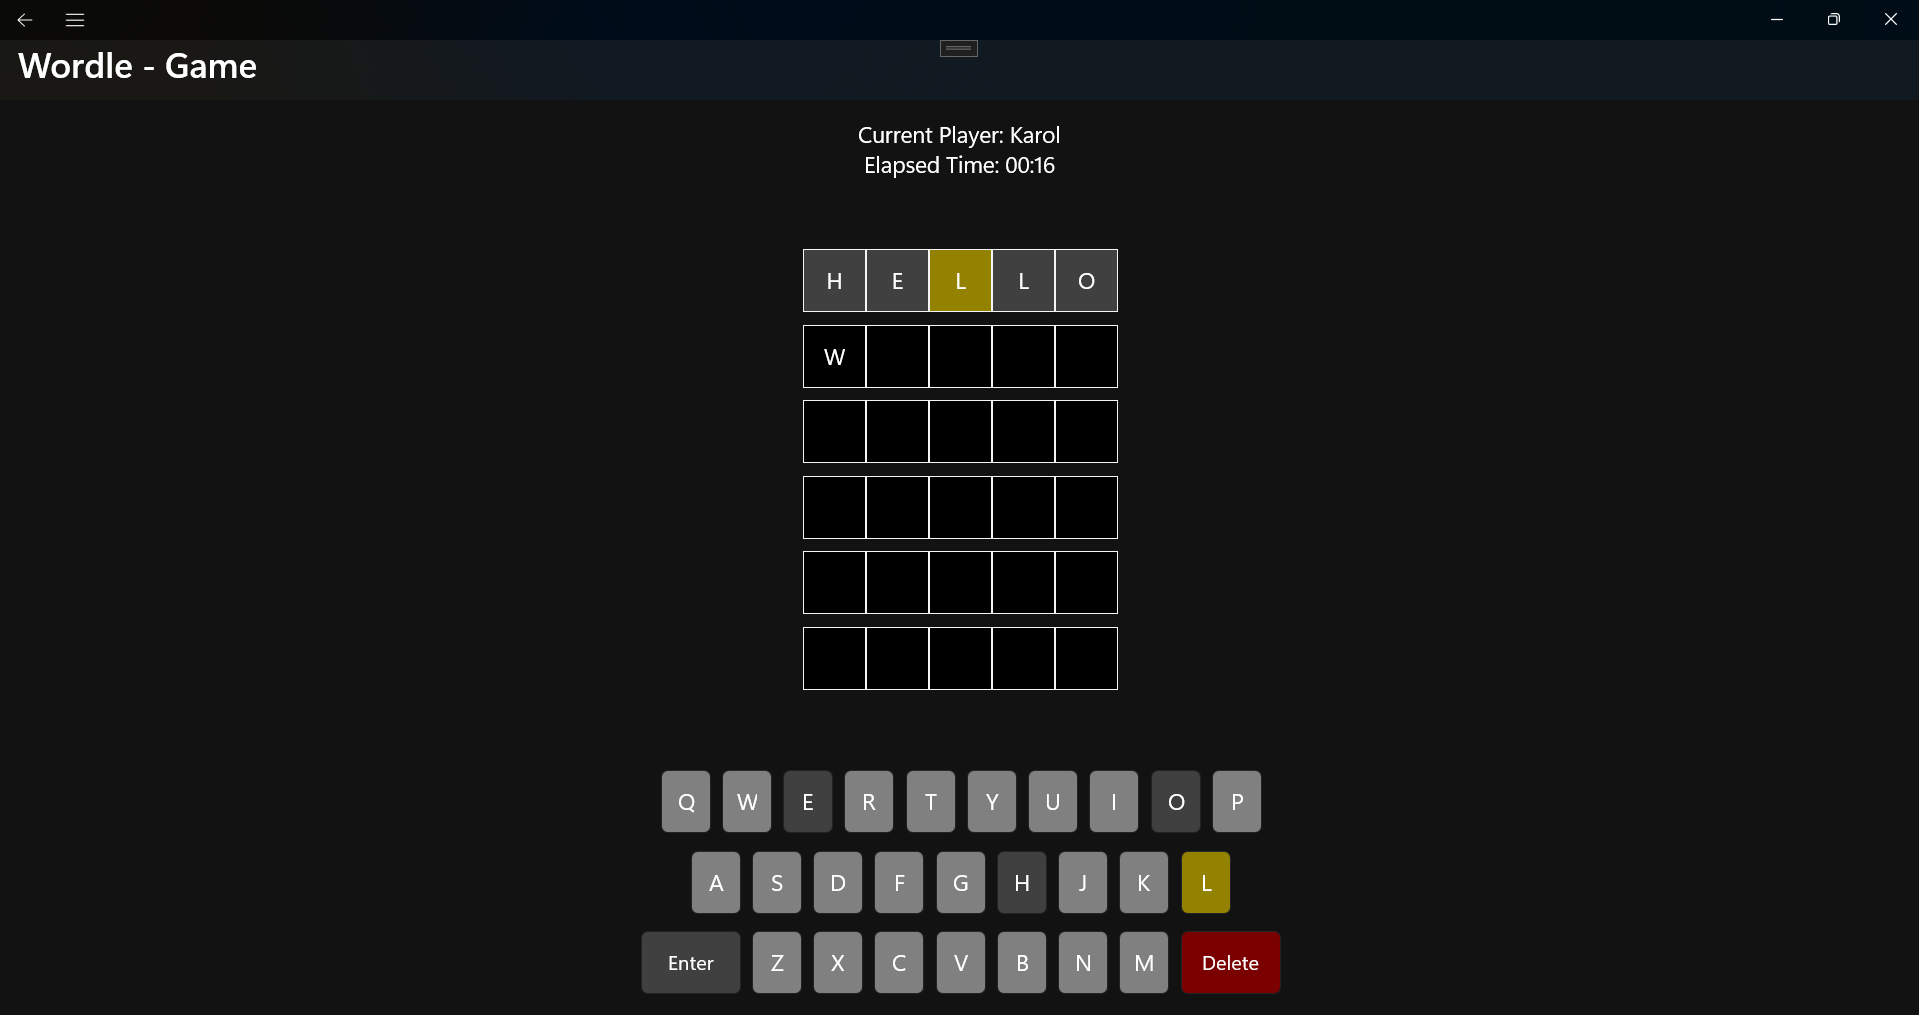 Wordle - Game
Current Player: Karol
Elapsed Time: 00:16
H E L L O
W
Q W E R T Y U I O P
A S D F G H J K L
Enter Z X C V B N M Delete